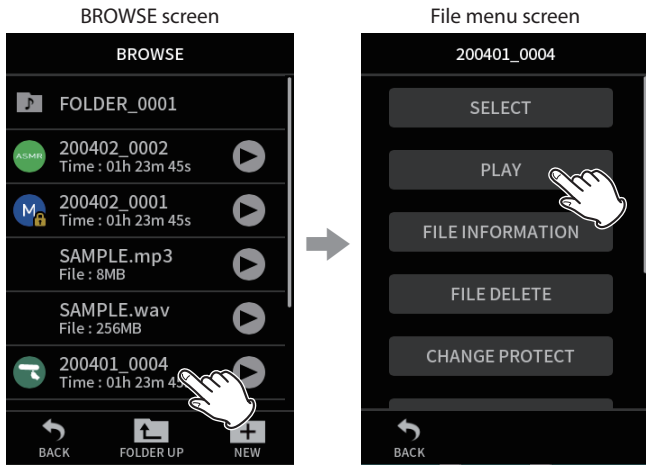 BROWSE screen
BROWSE
FOLDER_0001
ASMR
200402_0002
Time : 01h 23m 45s
M
200402_0001
Time : 01h 23m 45s
SAMPLE.mp3
File : 8MB
SAMPLE.wav
File : 256MB
200401_0004
Time : 01h 23m 45
BACK
FOLDER UP
NEW
File menu screen
200401_0004
SELECT
PLAY
FILE INFORMATION
FILE DELETE
CHANGE PROTECT
BACK